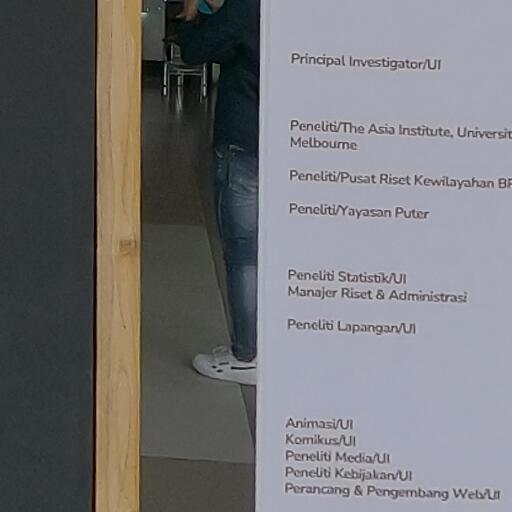 Principal Investigator/UI
Peneliti/The Asia Institute, Universit
Melbourne
Peneliti/Pusat Riset Kewilayahan BR
Peneliti/Yayasan Puter
Peneliti Statistik/UI
Manajer Riset & Administrasi
Peneliti Lapangan/UI
Animasi/UI
Komikus/UI
Peneliti Media/UI
Peneliti Kebijakan/UI
Perancang & Pengembang Web/UI